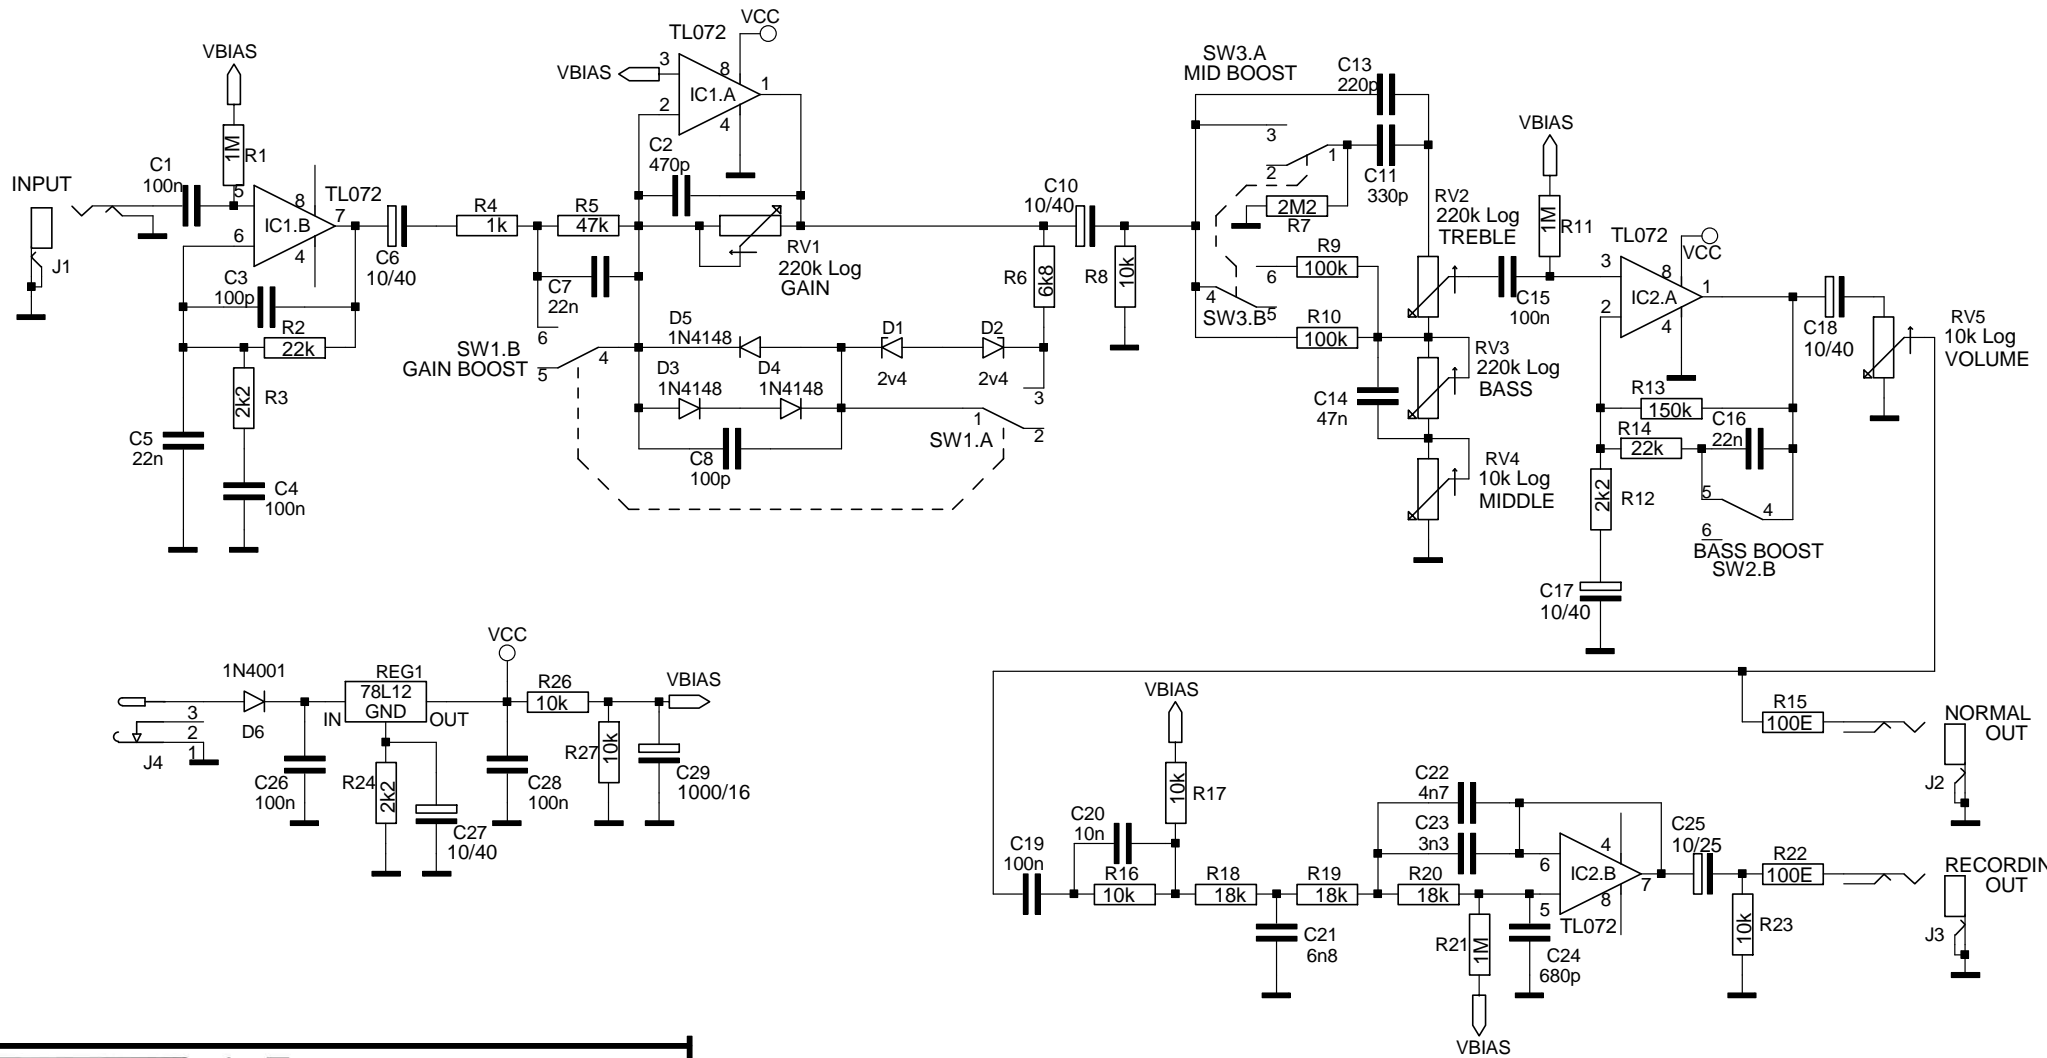 VCC
TL072
VBIAS
3
8
1
IC1.A
2
4
C2
470p
VBIAS
1M
R1
C1
100n
INPUT
J1
5
8
TL072
7
IC1.B
6
4
C3
100p
R2
22k
2k2
R3
C5
22n
C4
100n
C6
10/40
R4
1k
R5
47k
C7
22n
RV1
220k Log
GAIN
6
SW1.B
GAIN BOOST
4
5
D5
1N4148
D3
1N4148
D4
1N4148
D1
2v4
D2
2v4
C8
100p
1
SW1.A
3
2
R6
6k8
C10
10/40
R8
10k
SW3.A
MID BOOST
C13
220p
3
1
2
C11
330p
2M2
R7
R9
100k
6
4
5
SW3.B
R10
100k
RV2
220k Log
TREBLE
RV3
220k Log
BASS
C14
47n
RV4
10k Log
MIDDLE
VBIAS
1M
R11
C15
100n
TL072
VCC
3
8
1
IC2.A
2
4
C18
10/40
RV5
10k Log
VOLUME
R13
150k
R14
22k
C16
22n
2k2
R12
5
4
6
BASS BOOST
SW2.B
C17
10/40
1N4001
D6
3
2
1
J4
REG1
78L12
GND
IN
OUT
C26
100n
R24
2k2
C27
10/40
VCC
R26
10k
VBIAS
C28
100n
R27
10k
C29
1000/16
VBIAS
10k
R17
C20
10n
C19
100n
R16
10k
R18
18k
R19
18k
R20
18k
C21
6n8
C22
4n7
C23
3n3
4
6
IC2.B
7
5
8
TL072
R21
1M
C24
680p
VBIAS
C25
10/25
R22
100E
10k
R23
R15
100E
NORMAL
OUT
J2
RECORDIN
OUT
J3